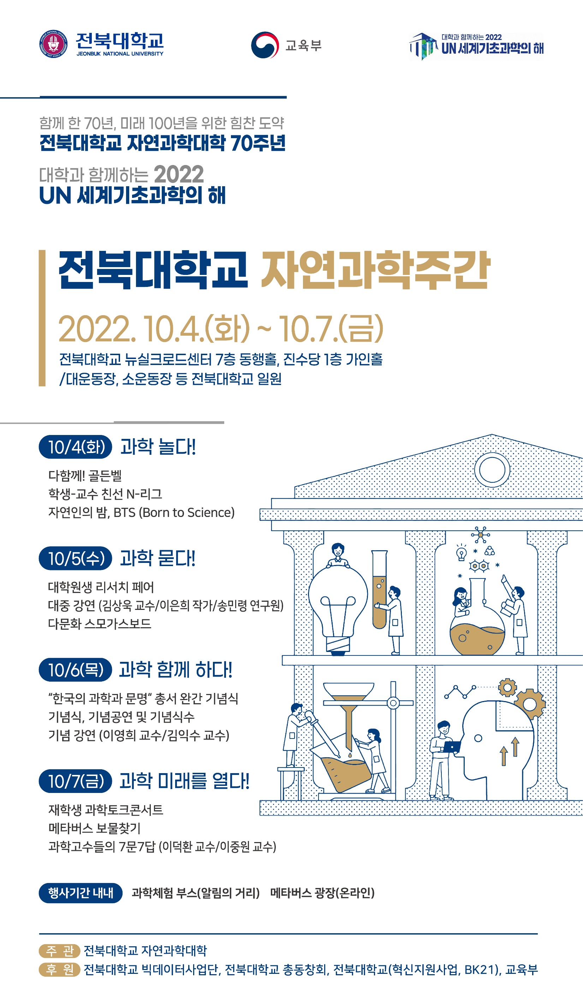 전북대학교
JEONBUK NATIONAL UNIVERSITY
교육부
대학과 함께하는 2022
UN 세계기초과학의 해
함께 한 70년, 미래 100년을 위한 힘찬 도약
전북대학교 자연과학대학 70주년
대학과 함께하는 2022
UN 세계기초과학의 해
전북대학교 자연과학주간
2022. 10.4.(화) ~ 10.7.(금)
전북대학교 뉴실크로드센터 7층 동행홀, 진수당 1층 가인홀
/대운동장, 소운동장 등 전북대학교 일원
10/4(화) 과학 놀다!
다함께! 골든벨
학생-교수 친선 N-리그
자연인의 밤, BTS (Born to Science)
10/5(수) 과학 묻다!
대학원생 리서치 페어
대중 강연 (김상욱 교수/이은희 작가/송민령 연구원)
다문화 스모가스보드
10/6(목) 과학 함께 하다!
“한국의 과학과 문명“ 총서 완간 기념식
기념식, 기념공연 및 기념식수
기념 강연 (이영희 교수/김익수 교수)
10/7(금) 과학 미래를 열다!
재학생 과학토크콘서트
메타버스 보물찾기
과학고수들의 7문7답 (이덕환 교수/이중원 교수)
행사기간 내내 과학체험 부스(알림의 거리) 메타버스 광장(온라인)
주 관 전북대학교 자연과학대학
후 원 전북대학교 빅데이터사업단, 전북대학교 총동창회, 전북대학교(혁신지원사업, BK21), 교육부